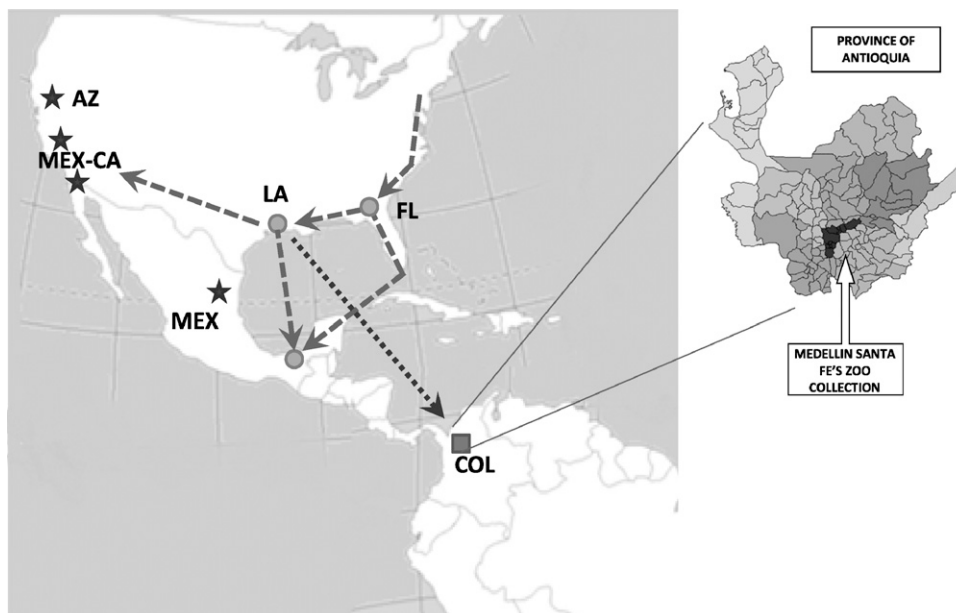 AZ
MEX-CA
LA
FL
MEX
COL
PROVINCE OF
ANTIOQUIA
MEDELLIN SANTA
FE'S ZOO
COLLECTION